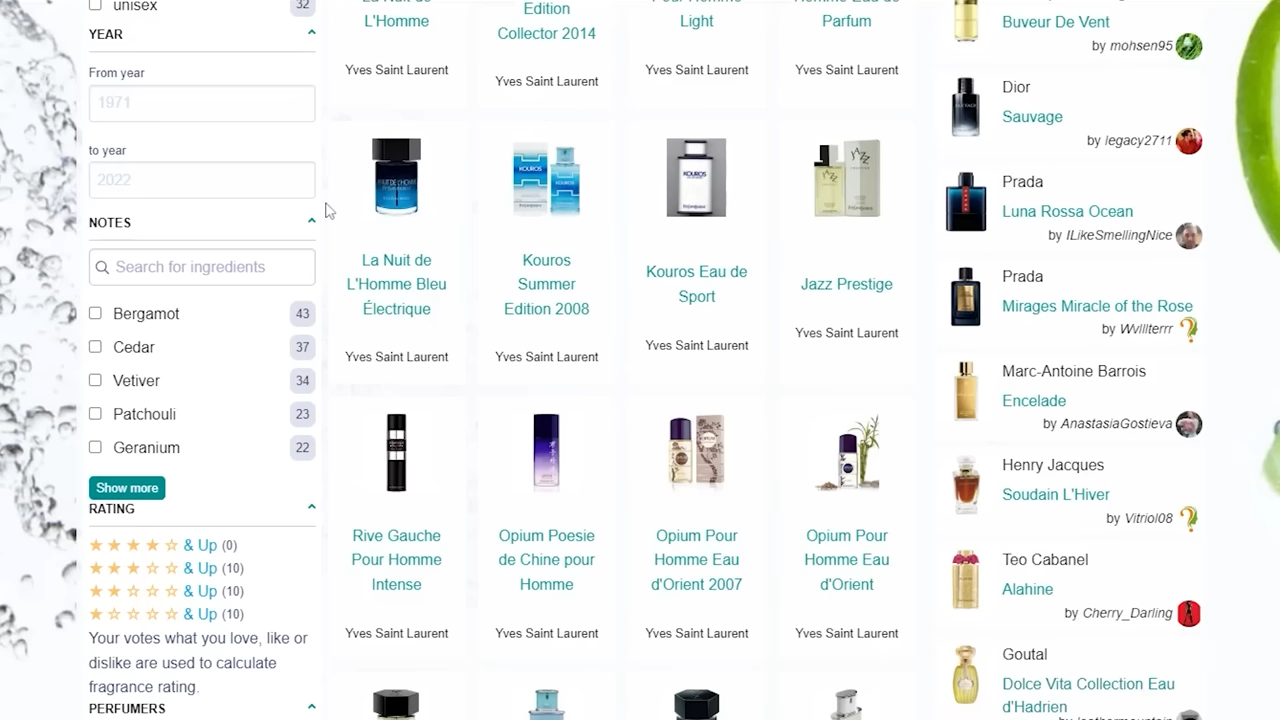 unisex
32
YEAR
From year
1971
to year
NOTES
Search for ingredients
Bergamot
43
Cedar
37
Vetiver
34
Patchouli
23
Geranium
22
Show more
RATING
& Up (0)
& Up (10)
& Up (10)
& Up (10)
Your votes what you love, like or
dislike are used to calculate
fragrance rating.
PERFUMERS
L'Homme
Yves Saint Laurent
Edition
Collector 2014
Yves Saint Laurent
Light
Yves Saint Laurent
Parfum
Yves Saint Laurent
La Nuit de
L'Homme Bleu
Électrique
Yves Saint Laurent
KOUROS
Kouros
Summer
Edition 2008
Yves Saint Laurent
KOUROS
Kouros Eau de
Sport
Yves Saint Laurent
JAZZ
Jazz Prestige
Yves Saint Laurent
Rive Gauche
Pour Homme
Intense
Yves Saint Laurent
Opium Poesie
de Chine pour
Homme
Yves Saint Laurent
Opium Pour
Homme Eau
d'Orient 2007
Yves Saint Laurent
Opium Pour
Homme Eau
d'Orient
Yves Saint Laurent
Buveur De Vent
by mohsen95
Dior
Sauvage
by legacy2711
Prada
Luna Rossa Ocean
by ILikeSmellingNice
Prada
Mirages Miracle of the Rose
Marc-Antoine Barrois
Encelade
by AnastasiaGostieva
Henry Jacques
Soudain L'Hiver
by Vitriol08
Teo Cabanel
Alahine
by Cherry_Darling
Goutal
Dolce Vita Collection Eau
d'Hadrien